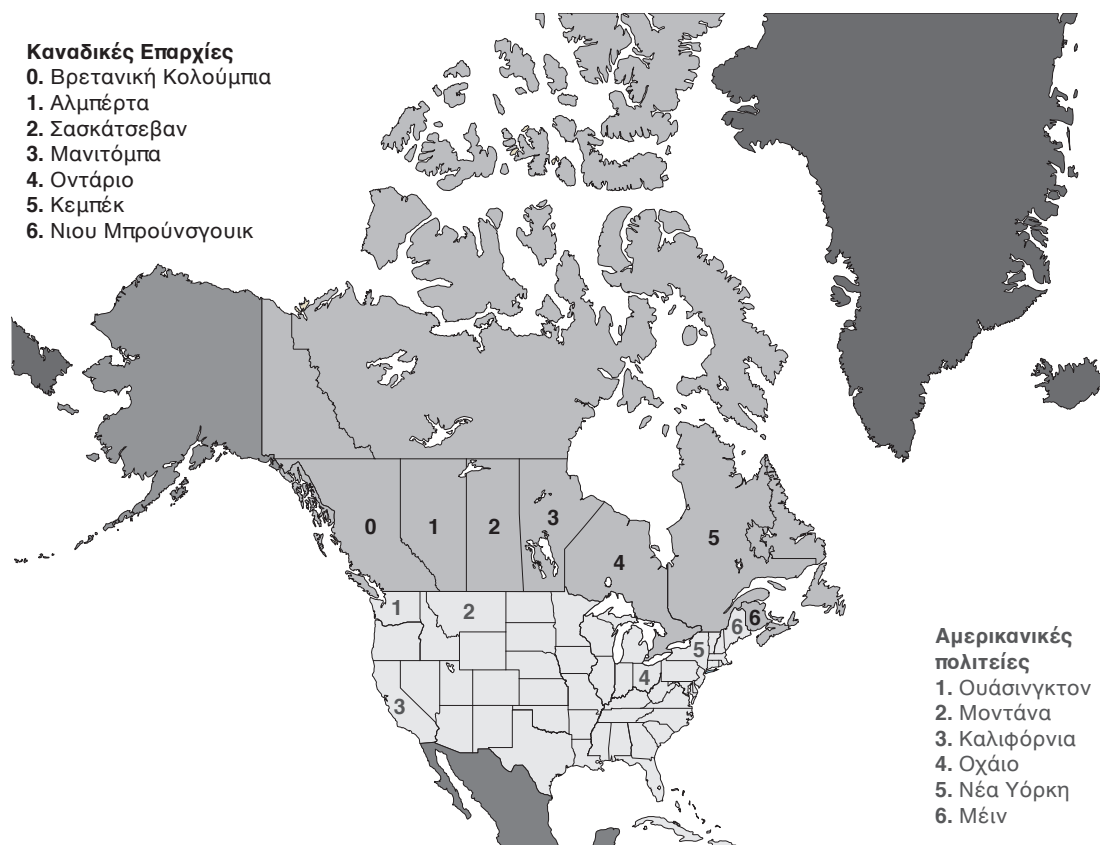 Καναδικές Επαρχίες
0. Βρετανική Κολούμπια
1. Αλμπέρτα
2. Σασκάτσεβαν
3. Μανιτόμπα
4. Οντάριο
5. Κεμπέκ
6. Νιου Μπρούνσγουικ
0
1
2
3
4
5
1
2
6
6
5
4
3
Αμερικανικές
πολιτείες
1. Ουάσινγκτον
2. Μοντάνα
3. Καλιφόρνια
4. Οχάιο
5. Νέα Υόρκη
6. Μέιν